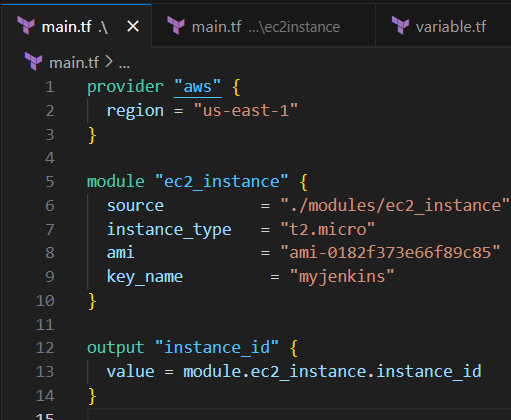 main.tf .\ × main.tf ...\ec2instance variable.tf
main.tf > ...
1 provider "aws" {
2   region = "us-east-1"
3 }
4
5 module "ec2_instance" {
6   source          = "./modules/ec2_instance"
7   instance_type   = "t2.micro"
8   ami             = "ami-0182f373e66f89c85"
9   key_name         = "myjenkins"
10 }
11
12 output "instance_id" {
13   value = module.ec2_instance.instance_id
14 }
15